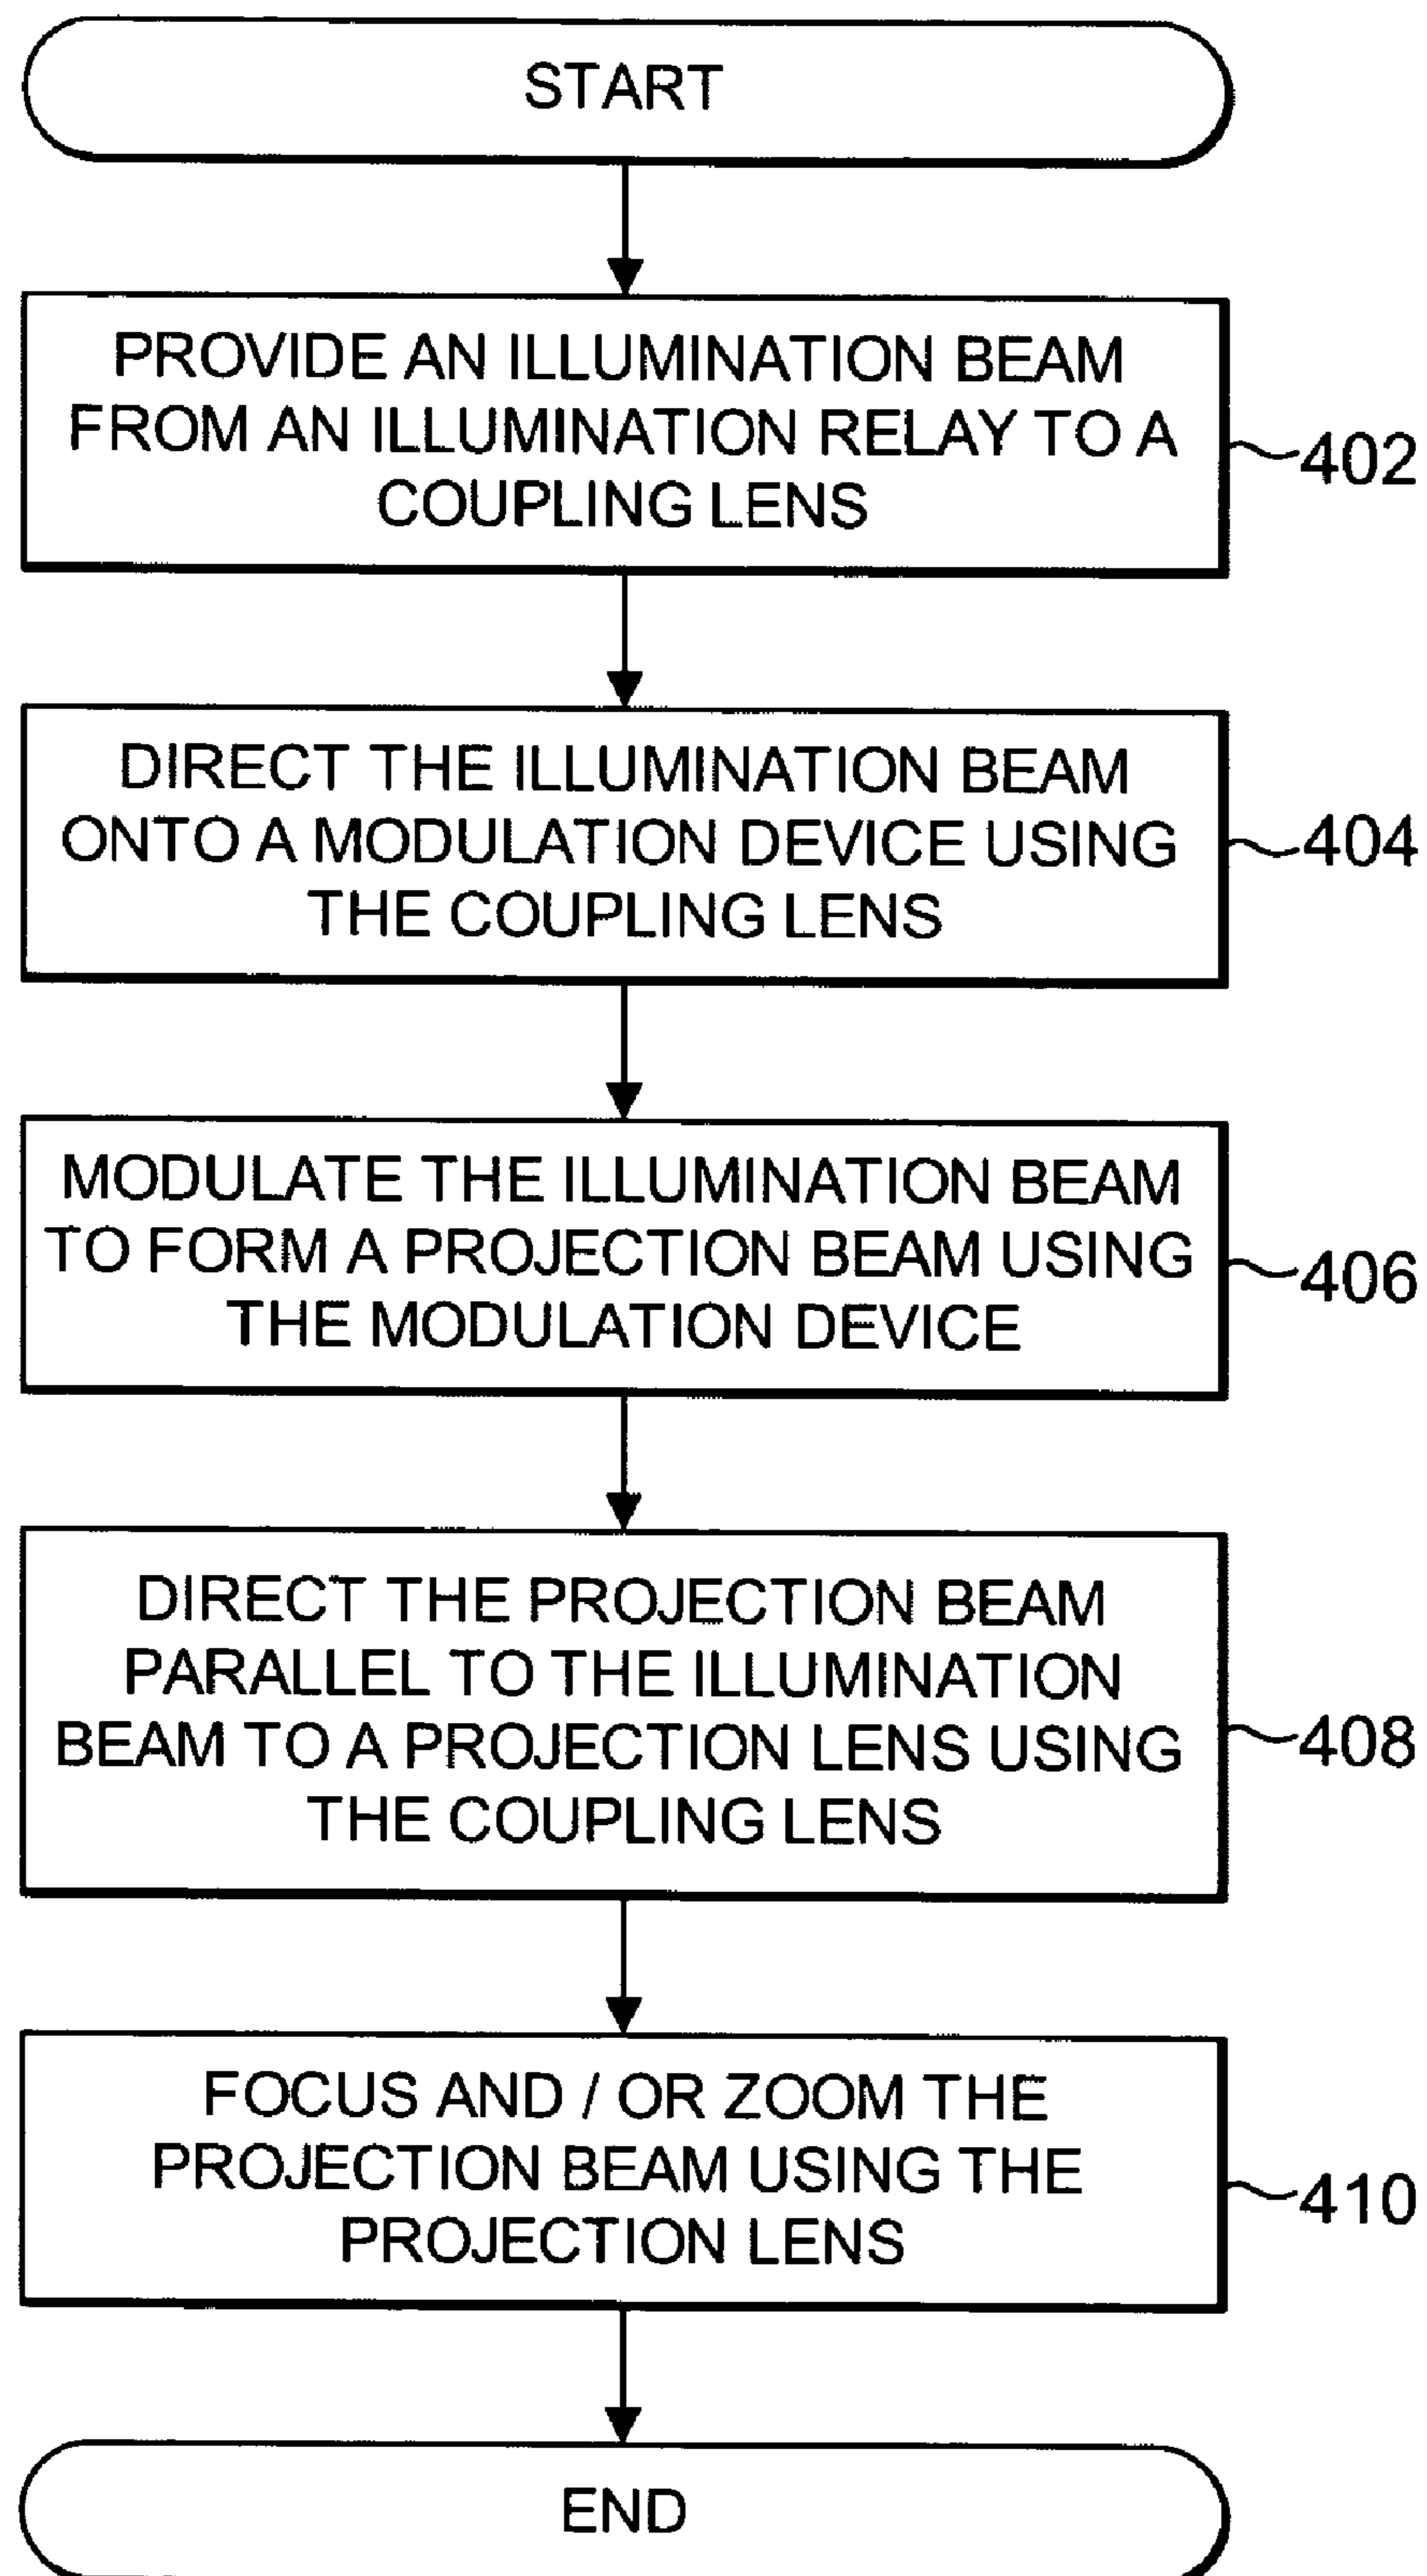 START
PROVIDE AN ILLUMINATION BEAM
FROM AN ILLUMINATION RELAY TO A
COUPLING LENS
402
DIRECT THE ILLUMINATION BEAM
ONTO A MODULATION DEVICE USING
THE COUPLING LENS
404
MODULATE THE ILLUMINATION BEAM
TO FORM A PROJECTION BEAM USING
THE MODULATION DEVICE
406
DIRECT THE PROJECTION BEAM
PARALLEL TO THE ILLUMINATION
BEAM TO A PROJECTION LENS USING
THE COUPLING LENS
408
FOCUS AND / OR ZOOM THE
PROJECTION BEAM USING THE
PROJECTION LENS
410
END